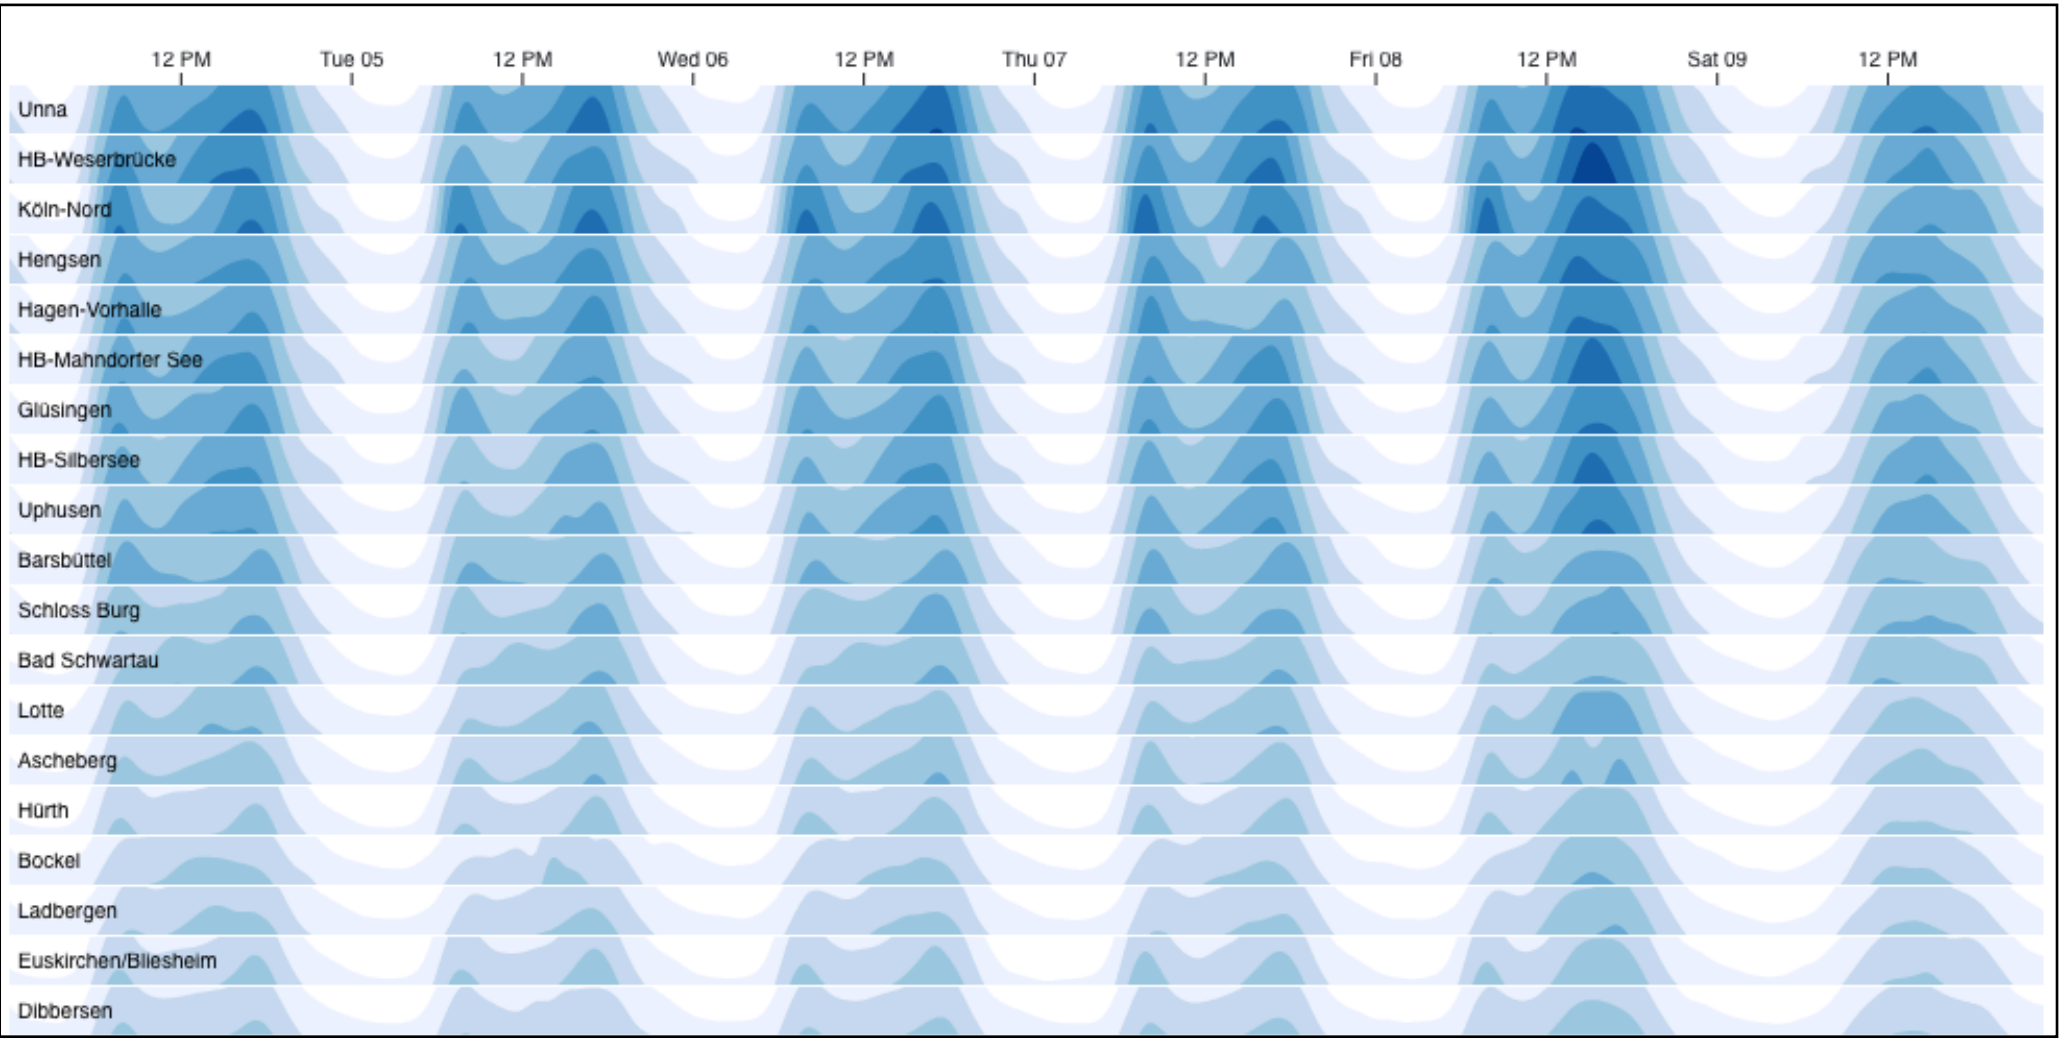 12 PM Tue 05 12 PM Wed 06 12 PM Thu 07 12 PM Fri 08 12 PM Sat 09 12 PM
Unna
HB-Weserbrücke
Köln-Nord
Hengsen
Hagen-Vorhalle
HB-Mahndorfer See
Glüsingen
HB-Silbersee
Uphusen
Barsbüttel
Schloss Burg
Bad Schwartau
Lotte
Ascheberg
Hürth
Bockel
Ladbergen
Euskirchen/Bliesheim
Dibbersen